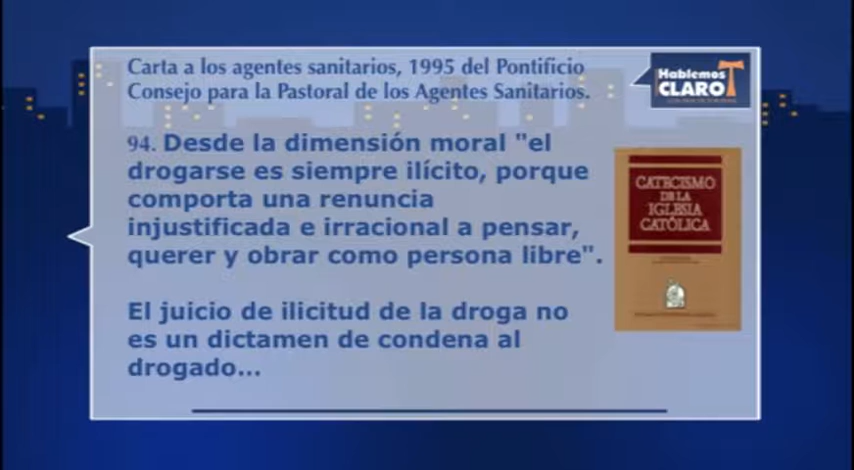 Carta a los agentes sanitarios, 1995 del Pontificio
Consejo para la Pastoral de los Agentes Sanitarios.
Hablemos
CLARO
94. Desde la dimensión moral "el
drogarse es siempre ilícito, porque
comporta una renuncia
injustificada e irracional a pensar,
querer y obrar como persona libre".
El juicio de ilicitud de la droga no
es un dictamen de condena al
drogado...
CATECISMO
DE LA
IGLESIA
CATÓLICA